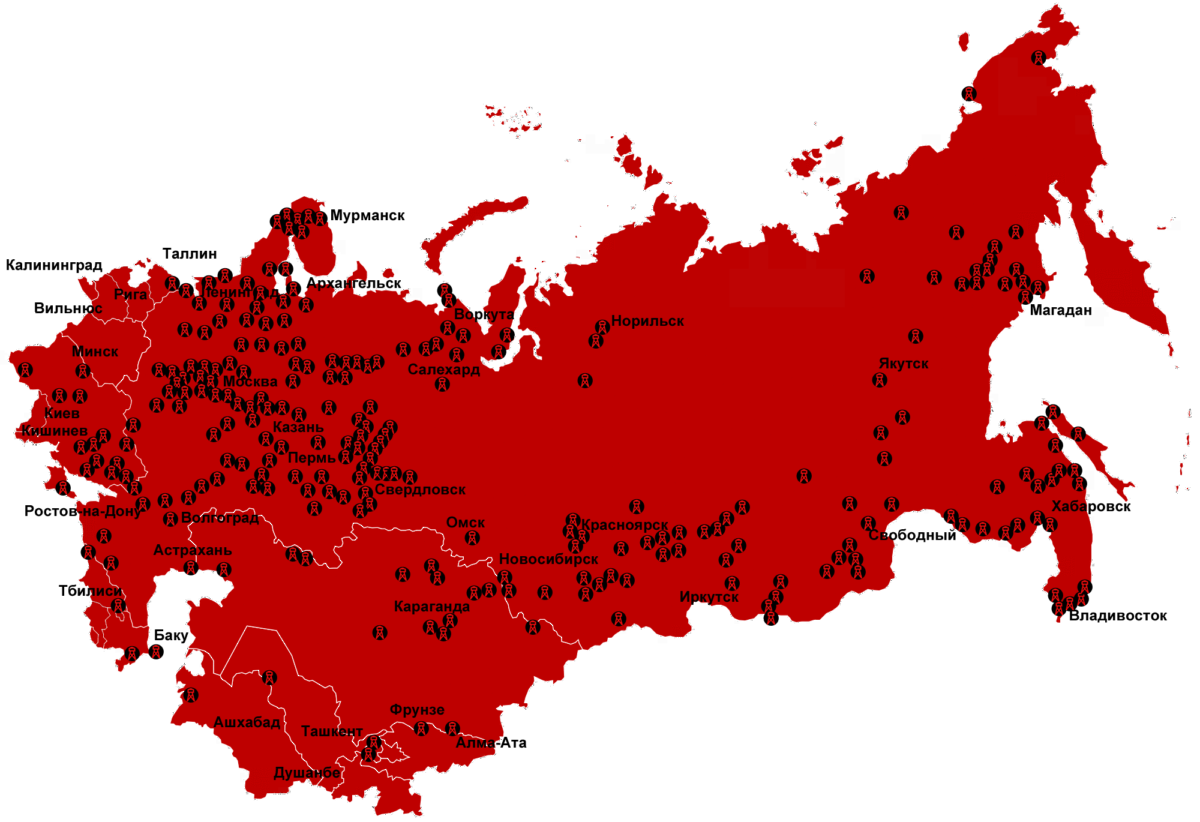 Мурманск
Таллин
Калининград
Архангельск
Рига
Ленинград
Вильнюс
Воркута
Норильск
Магадан
Минск
Якутск
Салехард
Москва
Киев
Казань
Кишинев
Пермь
Свердловск
Ростов-на-Дону
Волгоград
Хабаровск
Омск
Красноярск
Свободный
Астрахань
Новосибирск
Тбилиси
Иркутск
Караганда
Владивосток
Баку
Фрунзе
Ашхабад
Ташкент
Алма-Ата
Душанбе